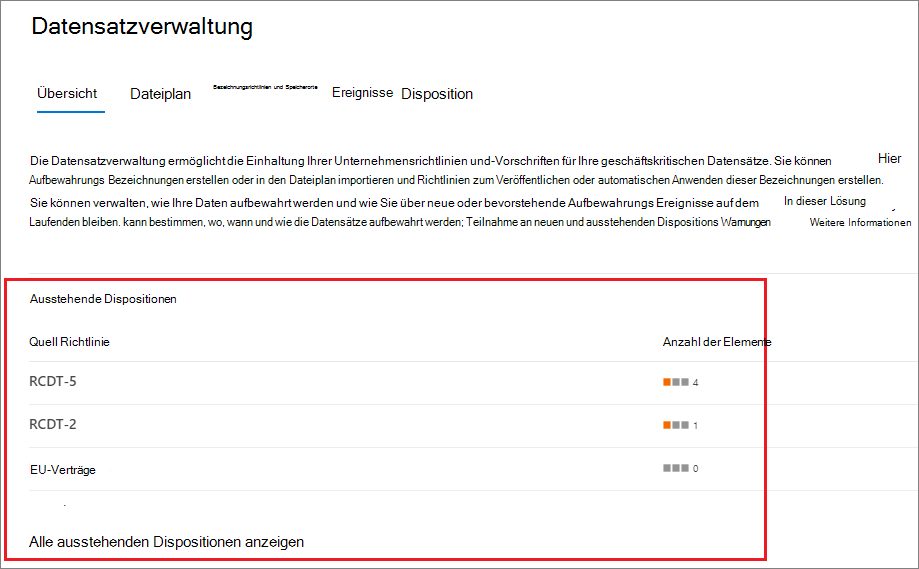 Datensatzverwaltung
Übersicht Dateiplan Bezeichnungsrichtlinien und Speicherorte Ereignisse Disposition
Die Datensatzverwaltung ermöglicht die Einhaltung Ihrer Unternehmensrichtlinien und-Vorschriften für Ihre geschäftskritischen Datensätze. Sie können Hier
Aufbewahrungs Bezeichnungen erstellen oder in den Dateiplan importieren und Richtlinien zum Veröffentlichen oder automatischen Anwenden dieser Bezeichnungen erstellen.
Sie können verwalten, wie Ihre Daten aufbewahrt werden und wie Sie über neue oder bevorstehende Aufbewahrungs Ereignisse auf dem In dieser Lösung
Laufenden bleiben. kann bestimmen, wo, wann und wie die Datensätze aufbewahrt werden; Teilnahme an neuen und ausstehenden Dispositions Warnungen Weitere Informationen
Ausstehende Dispositionen
Quell Richtlinie Anzahl der Elemente
RCDT-5 4
RCDT-2 1
EU-Verträge 0
Alle ausstehenden Dispositionen anzeigen